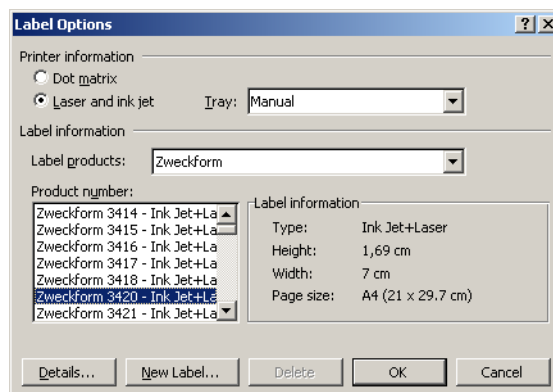 Label Options
Printer information
Dot matrix
Laser and ink jet Tray: Manual
Label information
Label products: Zweckform
Product number:
Zweckform 3414 - Ink Jet+La
Zweckform 3415 - Ink Jet+La
Zweckform 3416 - Ink Jet+La
Zweckform 3417 - Ink Jet+La
Zweckform 3418 - Ink Jet+La
Zweckform 3420 - Ink Jet+La
Zweckform 3421 - Ink Jet+La
Label information
Type: Ink Jet+Laser
Height: 1,69 cm
Width: 7 cm
Page size: A4 (21 x 29.7 cm)
Details... New Label... Delete OK Cancel